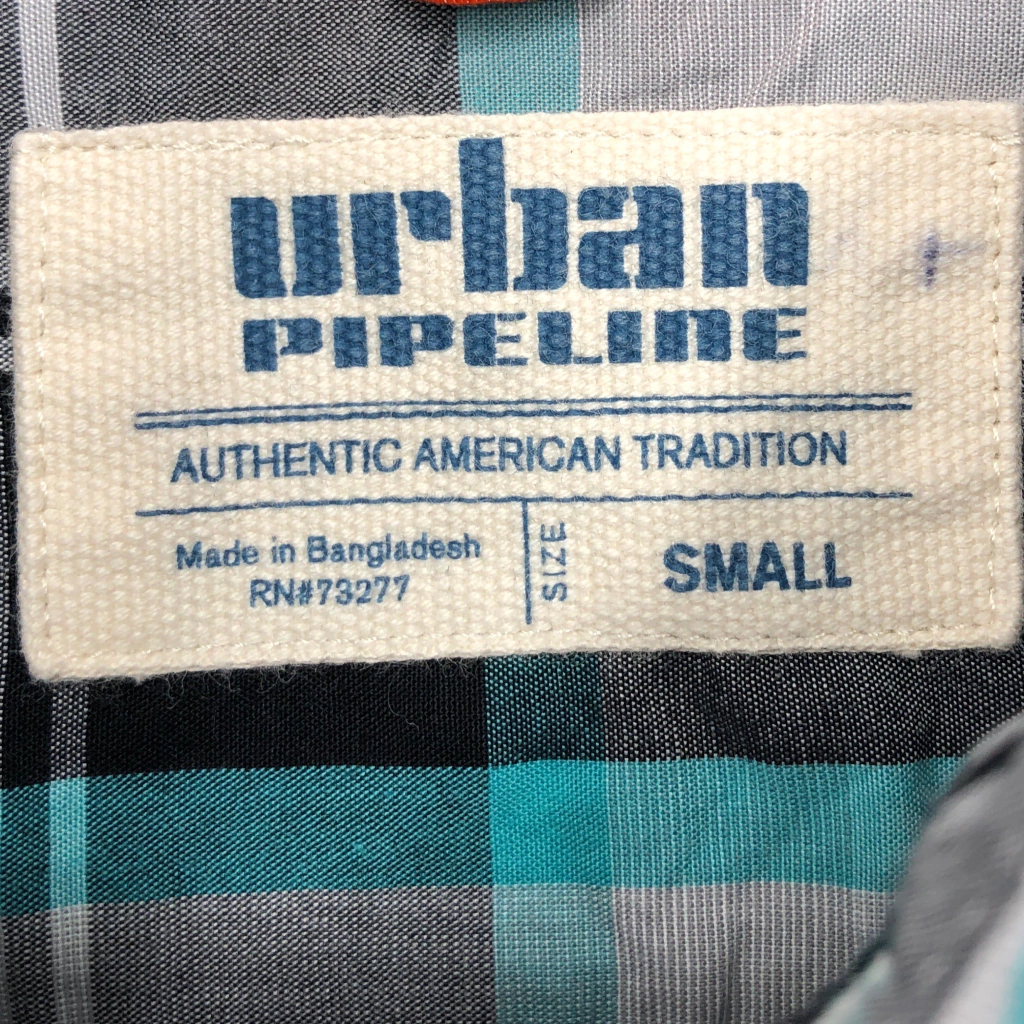 urban
PIPELINE
AUTHENTIC AMERICAN TRADITION
Made in Bangladesh
RN#73277
SIZE
SMALL